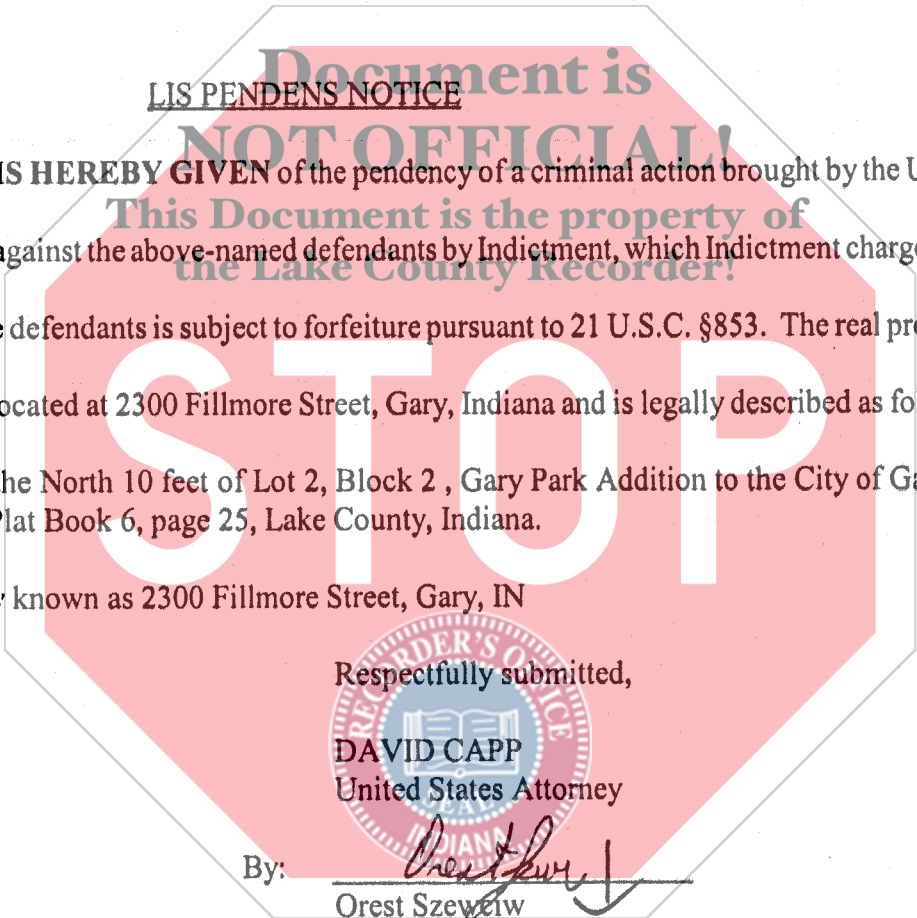 Document is
LIS PENDENS NOTICE
NOT OFFICIAL!
IS HEREBY GIVEN of the pendency of a criminal action brought by the U
This Document is the property of
against the above-named defendants by Indictment, which Indictment charge
the Lake County Recorder!
e defendants is subject to forfeiture pursuant to 21 U.S.C. §853. The real pro
STOP
ocated at 2300 Fillmore Street, Gary, Indiana and is legally described as fo
he North 10 feet of Lot 2, Block 2 , Gary Park Addition to the City of Ga
Plat Book 6, page 25, Lake County, Indiana.
known as 2300 Fillmore Street, Gary, IN
RECORDER'S OFFICE
Respectfully submitted,
DAVID CAPP
United States Attorney
SEAL
INDIANA
By:
Orest Szewciw